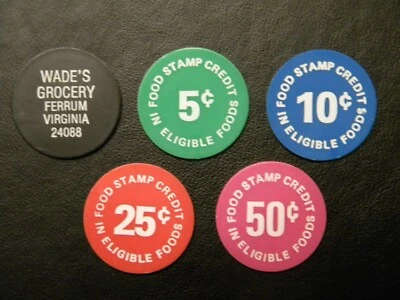 WADE'S
GROCERY
FERRUM
VIRGINIA
24088
FOOD STAMP CREDIT
5¢
IN ELIGIBLE FOODS
FOOD STAMP CREDIT
10¢
IN ELIGIBLE FOODS
FOOD STAMP CREDIT
25¢
IN ELIGIBLE FOODS
FOOD STAMP CREDIT
50¢
IN ELIGIBLE FOODS